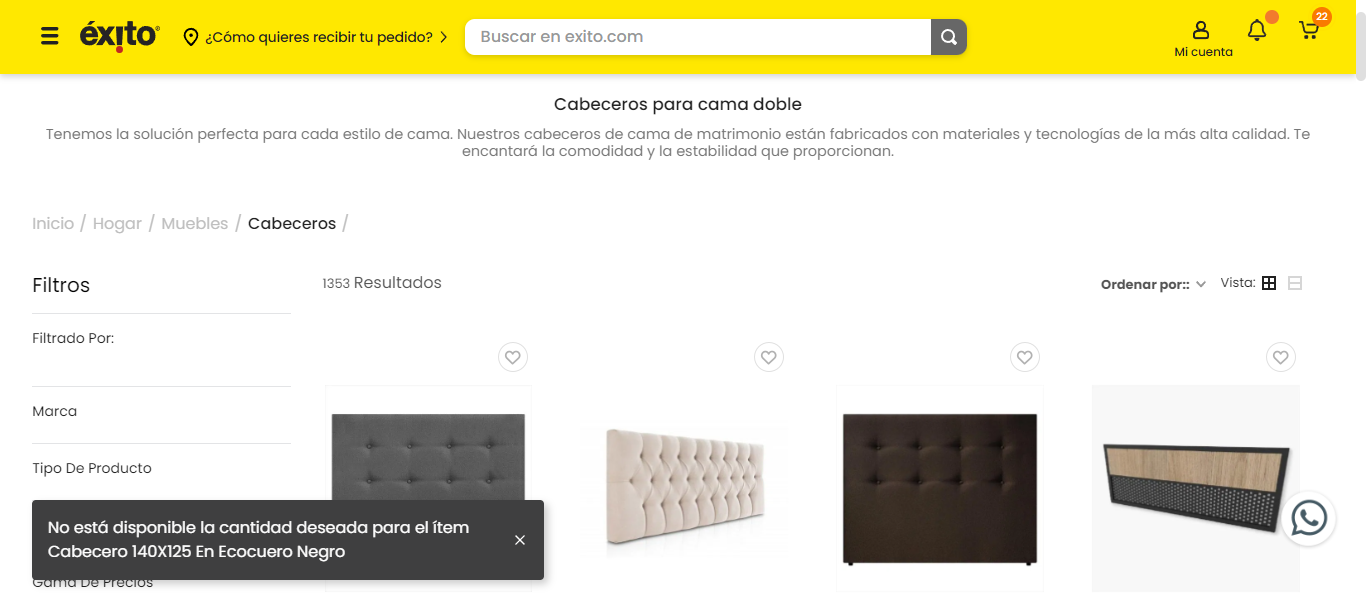 éxito
¿Cómo quieres recibir tu pedido?
Buscar en exito.com
Mi cuenta
22
Cabeceros para cama doble
Tenemos la solución perfecta para cada estilo de cama. Nuestros cabeceros de cama de matrimonio están fabricados con materiales y tecnologías de la más alta calidad. Te
encantará la comodidad y la estabilidad que proporcionan.
Inicio / Hogar / Muebles / Cabeceros /
Filtros
1353 Resultados
Ordenar por::
Vista:
Filtrado Por:
Marca
Tipo De Producto
No está disponible la cantidad deseada para el ítem
Cabecero 140X125 En Ecocuero Negro
Gama De Precios